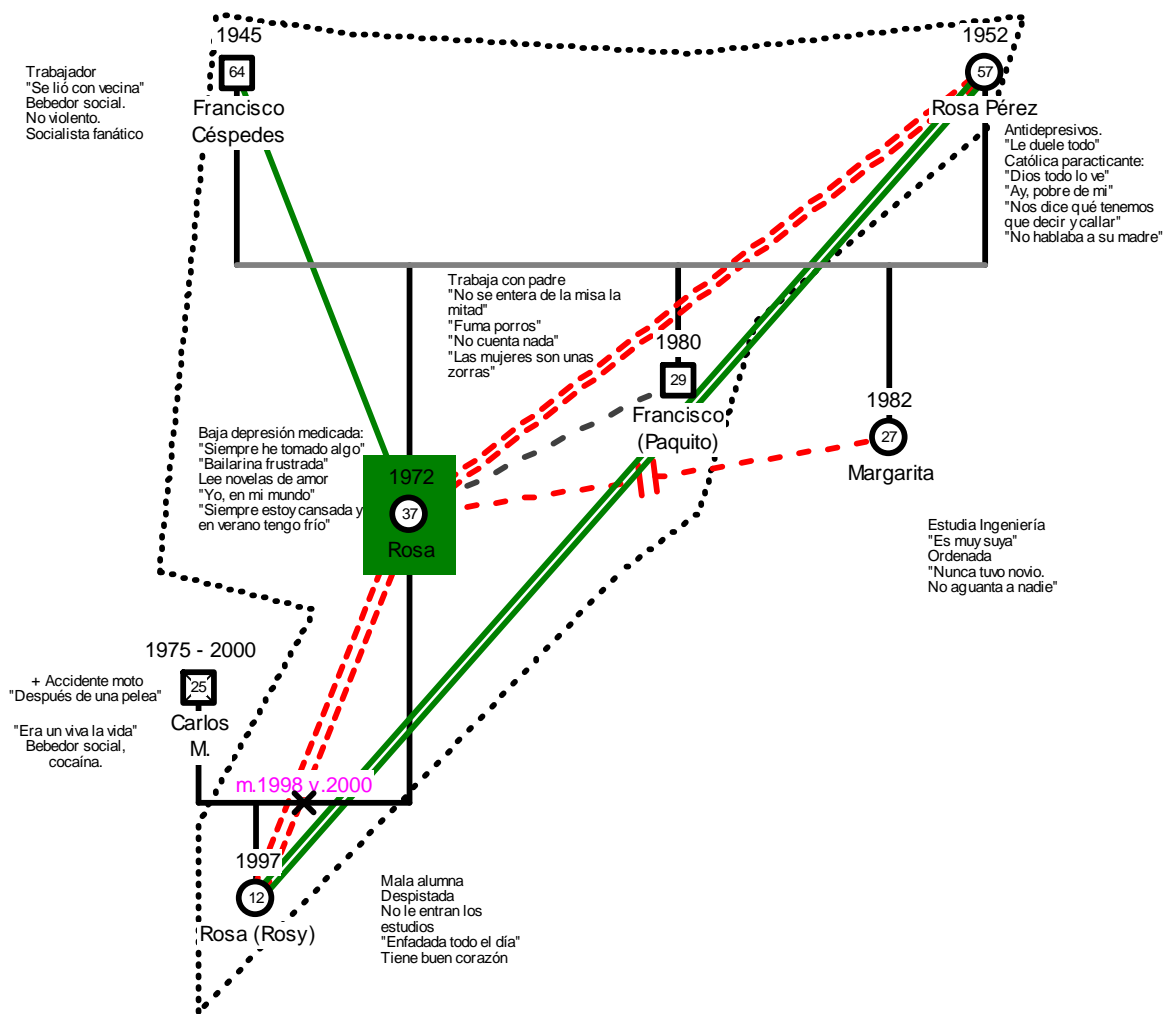 1945
64
Francisco
Céspedes
Trabajador
"Se lió con vecina"
Bebedor social.
No violento.
Socialista fanático
1952
57
Rosa Pérez
Antidepresivos.
"Le duele todo"
Católica paracticante:
"Dios todo lo ve"
"Ay, pobre de mi"
"Nos dice qué tenemos
que decir y callar"
"No hablaba a su madre"
Trabaja con padre
"No se entera de la misa la
mitad"
"Fuma porros"
"No cuenta nada"
"Las mujeres son unas
zorras"
1980
29
Francisco
(Paquito)
1982
27
Margarita
Baja depresión medicada:
"Siempre he tomado algo"
"Bailarina frustrada"
Lee novelas de amor
"Yo, en mi mundo"
"Siempre estoy cansada y
en verano tengo frío"
1972
37
Rosa
Estudia Ingeniería
"Es muy suya"
Ordenada
"Nunca tuvo novio.
No aguanta a nadie"
1975 - 2000
25
Carlos
M.
+ Accidente moto
"Después de una pelea"
"Era un viva la vida"
Bebedor social,
cocaína.
m.1998 v.2000
1997
12
Rosa (Rosy)
Mala alumna
Despistada
No le entran los
estudios
"Enfadada todo el día"
Tiene buen corazón